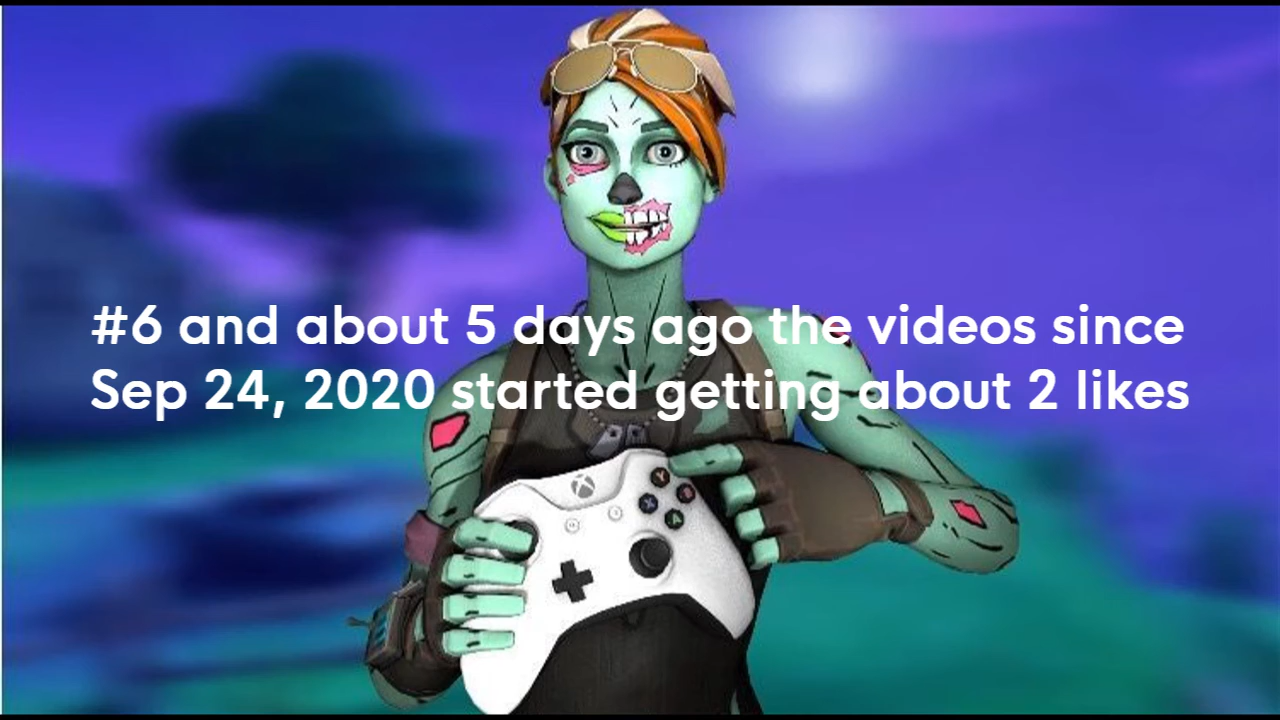 #6 and about 5 days ago the videos since
Sep 24, 2020 started getting about 2 likes
Y
X
B
A